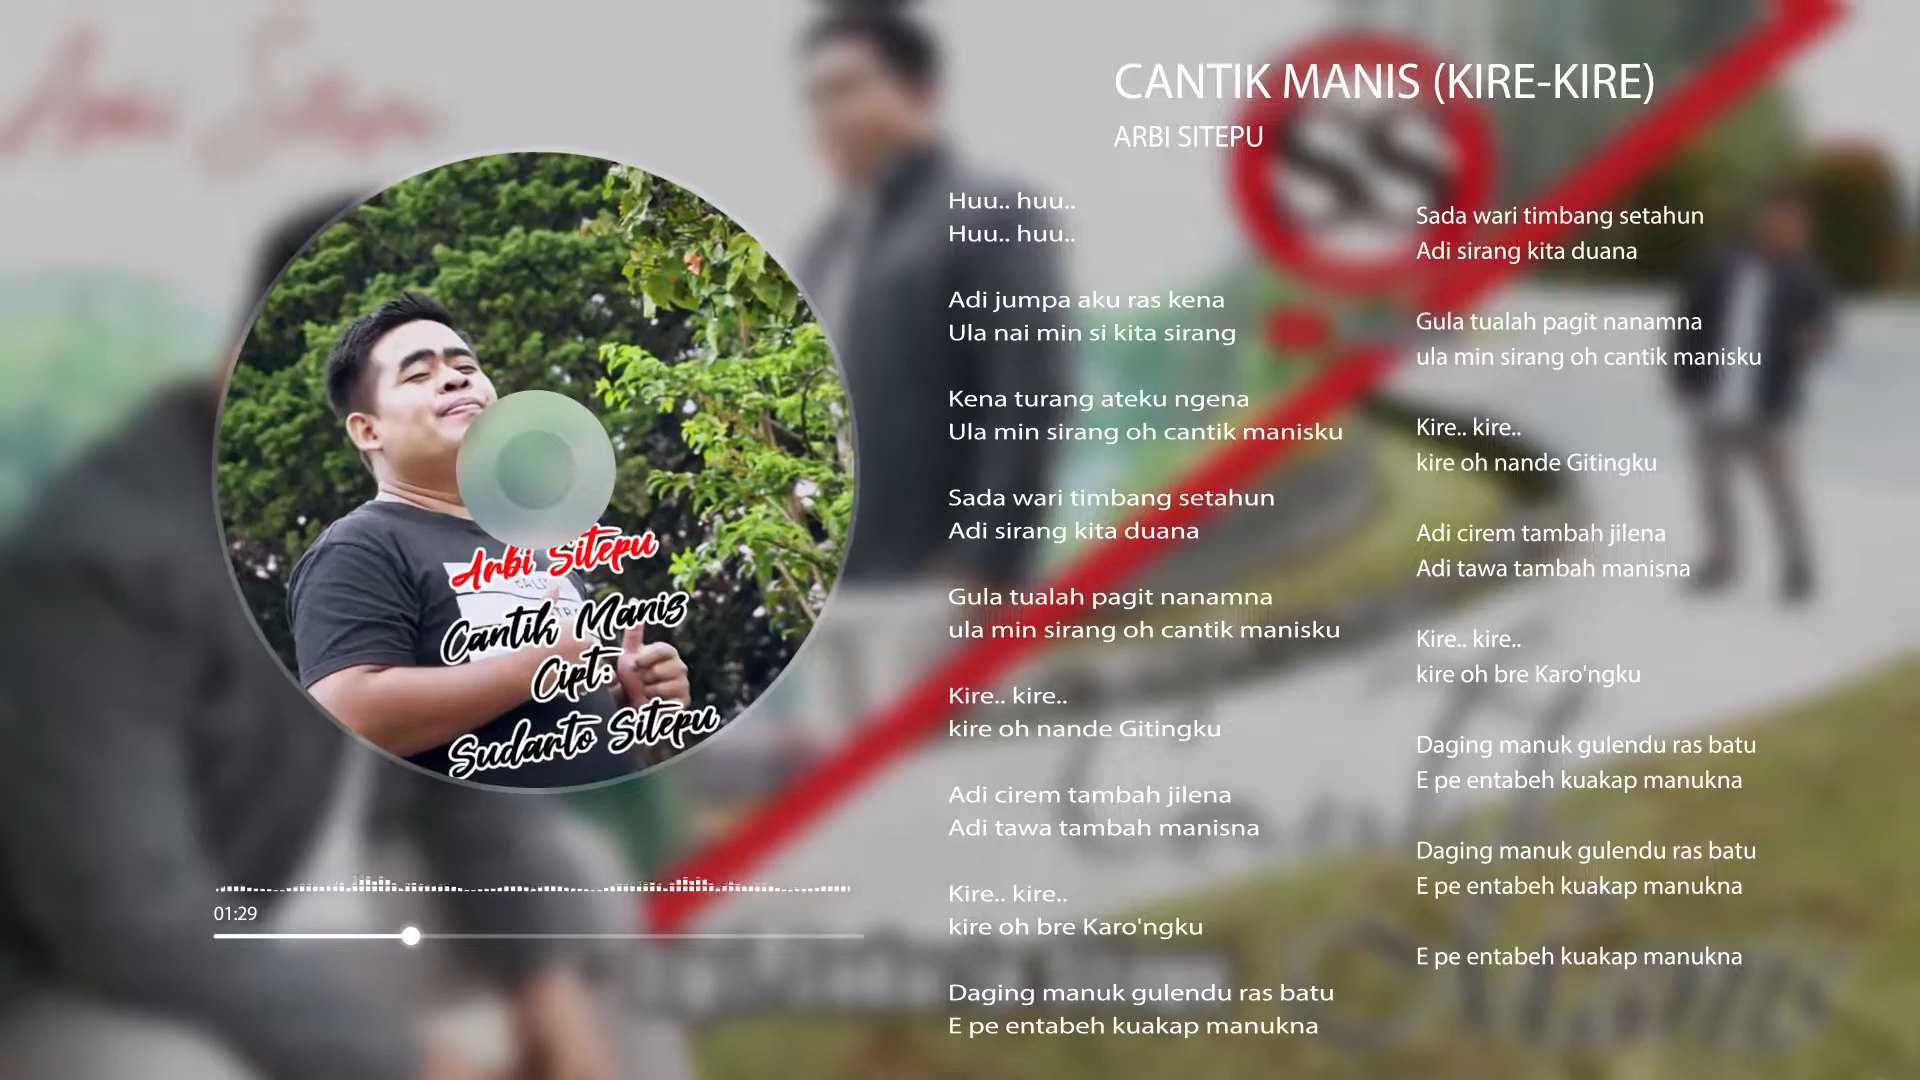 CANTIK MANIS (KIRE-KIRE)
ARBI SITEPU
Huu.. huu..
Huu.. huu..
Adi jumpa aku ras kena
Ula nai min si kita sirang
Kena turang ateku ngena
Ula min sirang oh cantik manisku
Sada wari timbang setahun
Adi sirang kita duana
Gula tualah pagit nanamna
ula min sirang oh cantik manisku
Kire.. kire..
kire oh nande Gitingku
Adi cirem tambah jilena
Adi tawa tambah manisna
Kire.. kire..
kire oh bre Karo'ngku
Daging manuk gulendu ras batu
E pe entabeh kuakap manukna
Sada wari timbang setahun
Adi sirang kita duana
Gula tualah pagit nanamna
ula min sirang oh cantik manisku
Kire.. kire..
kire oh nande Gitingku
Adi cirem tambah jilena
Adi tawa tambah manisna
Kire.. kire..
kire oh bre Karo'ngku
Daging manuk gulendu ras batu
E pe entabeh kuakap manukna
Daging manuk gulendu ras batu
E pe entabeh kuakap manukna
E pe entabeh kuakap manukna
Arbi Sitepu
Cantik Manis
Cipt:
Sudarto Sitepu
01:29